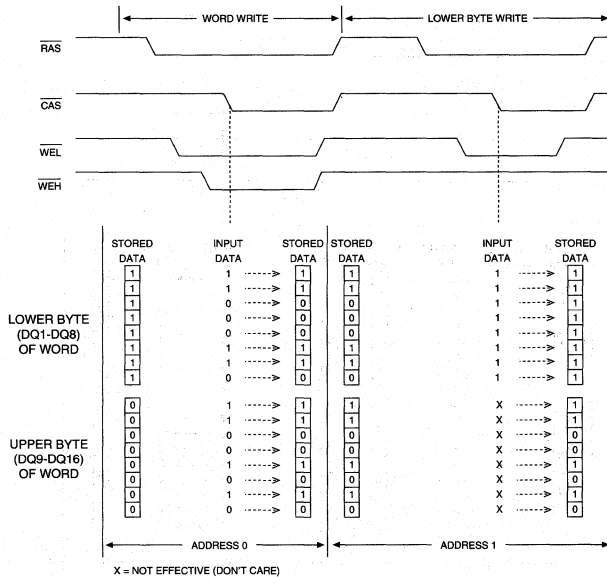 WORD WRITE LOWER BYTE WRITE
RAS
CAS
WEL
WEH
STORED INPUT STORED STORED INPUT STORED
DATA DATA DATA DATA DATA DATA
1 1 1 1 1 1
1 1 1 1 1 1
1 0 0 0 1 1
1 0 0 0 1 1
LOWER BYTE
(DQ1-DQ8)
OF WORD
1 0 0 0 1 1
1 1 1 1 1 1
1 1 1 1 1 1
1 0 0 0 1 1
0 1 1 1 X 1
0 1 1 1 X 1
0 0 0 0 X 0
0 0 0 0 X 0
UPPER BYTE
(DQ9-DQ16)
OF WORD
0 1 1 1 X 1
0 0 0 0 X 0
0 1 1 1 X 1
0 0 0 0 X 0
ADDRESS 0 ADDRESS 1
X = NOT EFFECTIVE (DON'T CARE)